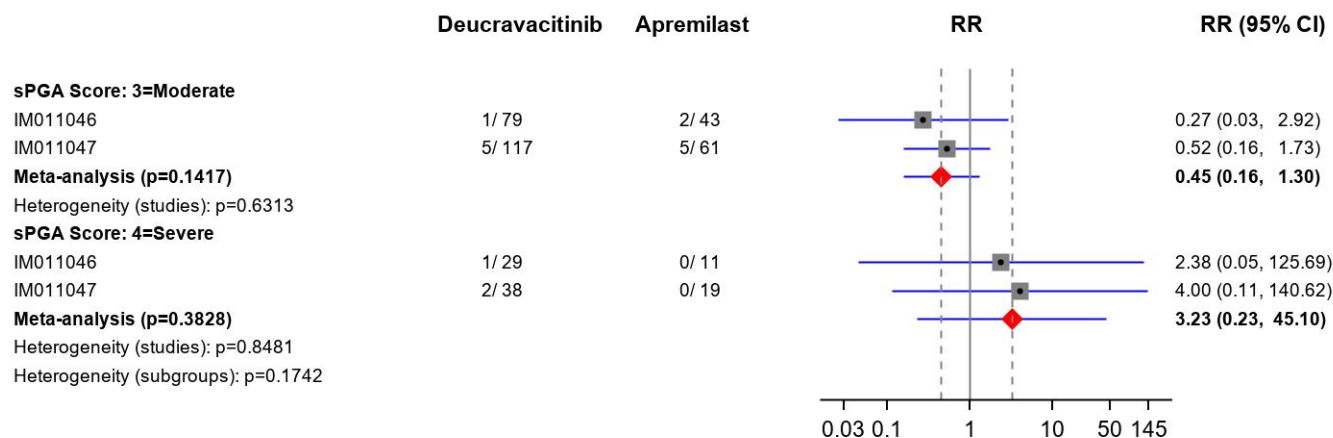 Deucravacitinib Apremilast RR RR (95% CI)
sPGA Score: 3=Moderate
IM011046 1/ 79 2/ 43 0.27 (0.03, 2.92)
IM011047 5/ 117 5/ 61 0.52 (0.16, 1.73)
Meta-analysis (p=0.1417) 0.45 (0.16, 1.30)
Heterogeneity (studies): p=0.6313
sPGA Score: 4=Severe
IM011046 1/ 29 0/ 11 2.38 (0.05, 125.69)
IM011047 2/ 38 0/ 19 4.00 (0.11, 140.62)
Meta-analysis (p=0.3828) 3.23 (0.23, 45.10)
Heterogeneity (studies): p=0.8481
Heterogeneity (subgroups): p=0.1742
0.03 0.1 1 10 50 145